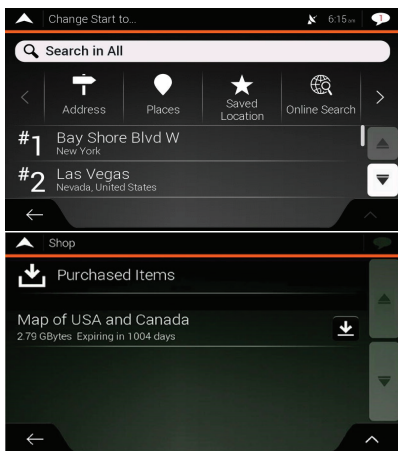 Change Start to...
6:15 am
1
Search in All
Address
Places
Saved
Location
Online Search
#1 Bay Shore Blvd W
New York
#2 Las Vegas
Nevada, United States
Shop
Purchased Items
Map of USA and Canada
2.79 GBytes Expiring in 1004 days